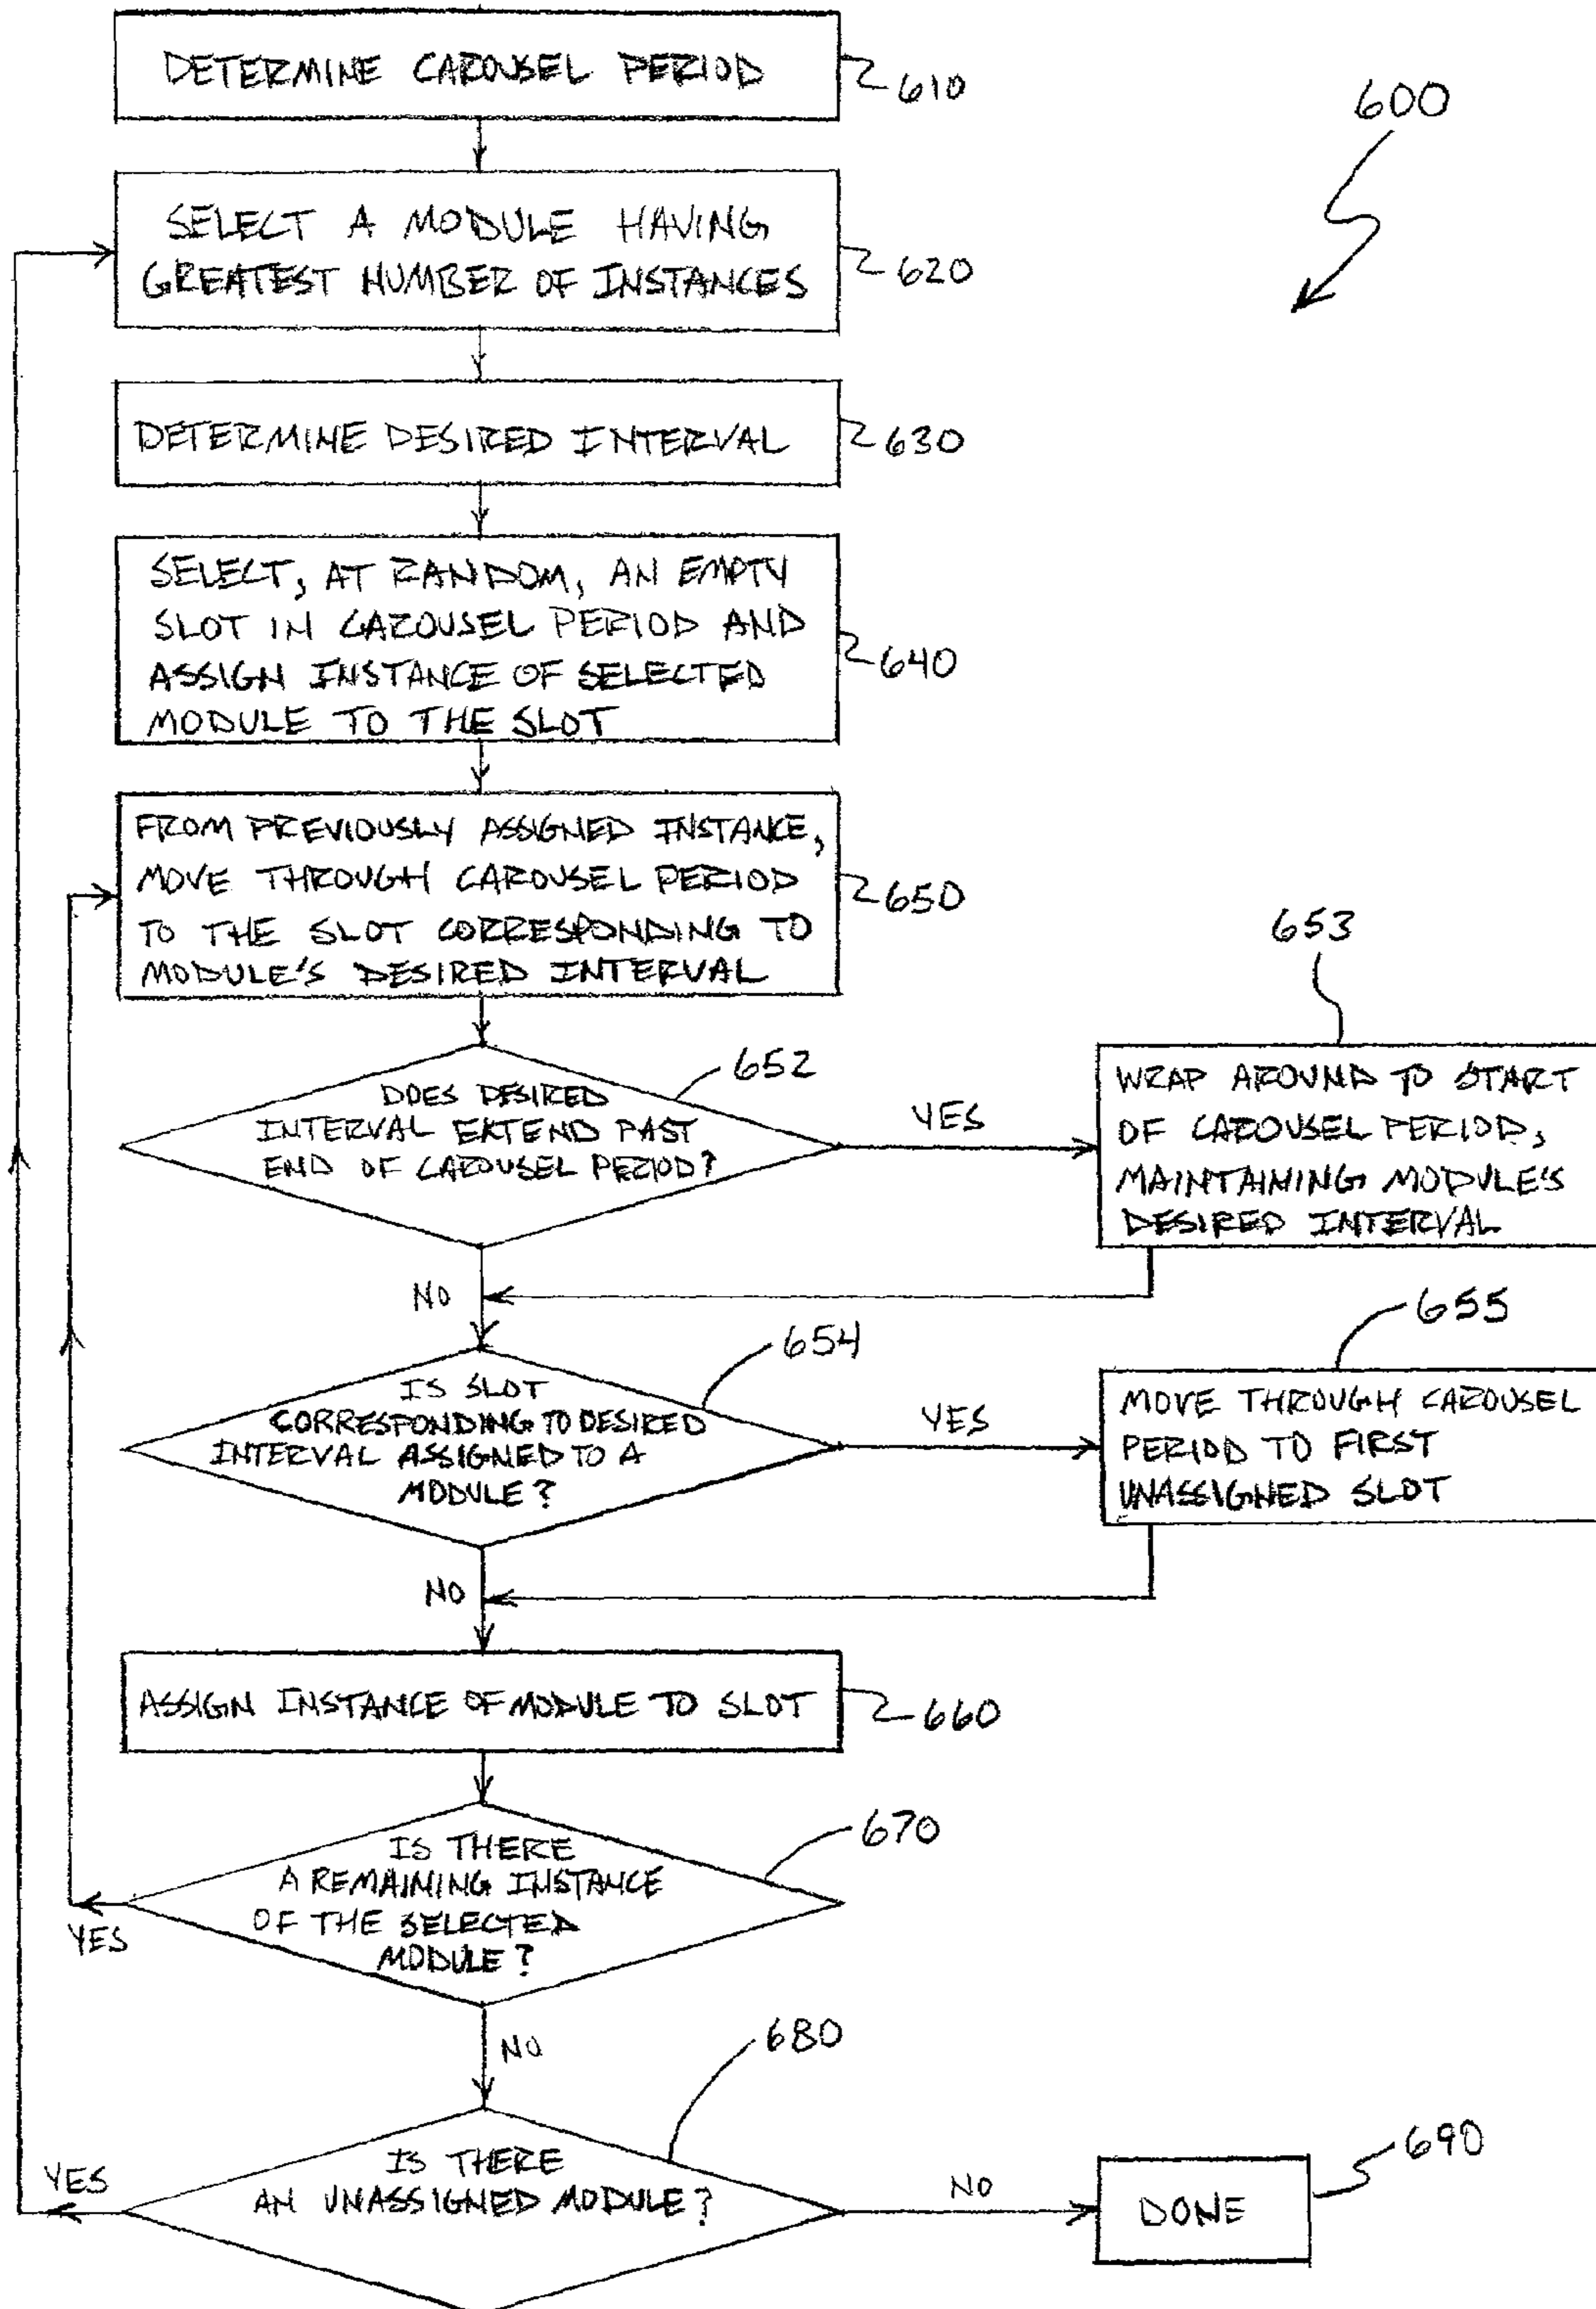 DETERMINE CAROUSEL PERIOD
610
600
SELECT A MODULE HAVING
GREATEST NUMBER OF INSTANCES
620
DETERMINE DESIRED INTERVAL
630
SELECT, AT RANDOM, AN EMPTY
SLOT IN CAROUSEL PERIOD AND
ASSIGN INSTANCE OF SELECTED
MODULE TO THE SLOT
640
FROM PREVIOUSLY ASSIGNED INSTANCE,
MOVE THROUGH CAROUSEL PERIOD
TO THE SLOT CORRESPONDING TO
MODULE'S DESIRED INTERVAL
650
652
DOES DESIRED
INTERVAL EXTEND PAST
END OF CAROUSEL PERIOD?
YES
653
WRAP AROUND TO START
OF CAROUSEL PERIOD,
MAINTAINING MODULE'S
DESIRED INTERVAL
NO
654
IS SLOT
CORRESPONDING TO DESIRED
INTERVAL ASSIGNED TO A
MODULE?
YES
655
MOVE THROUGH CAROUSEL
PERIOD TO FIRST
UNASSIGNED SLOT
NO
ASSIGN INSTANCE OF MODULE TO SLOT
660
670
IS THERE
A REMAINING INSTANCE
OF THE SELECTED
MODULE?
YES
NO
680
IS THERE
AN UNASSIGNED MODULE?
YES
NO
DONE
690